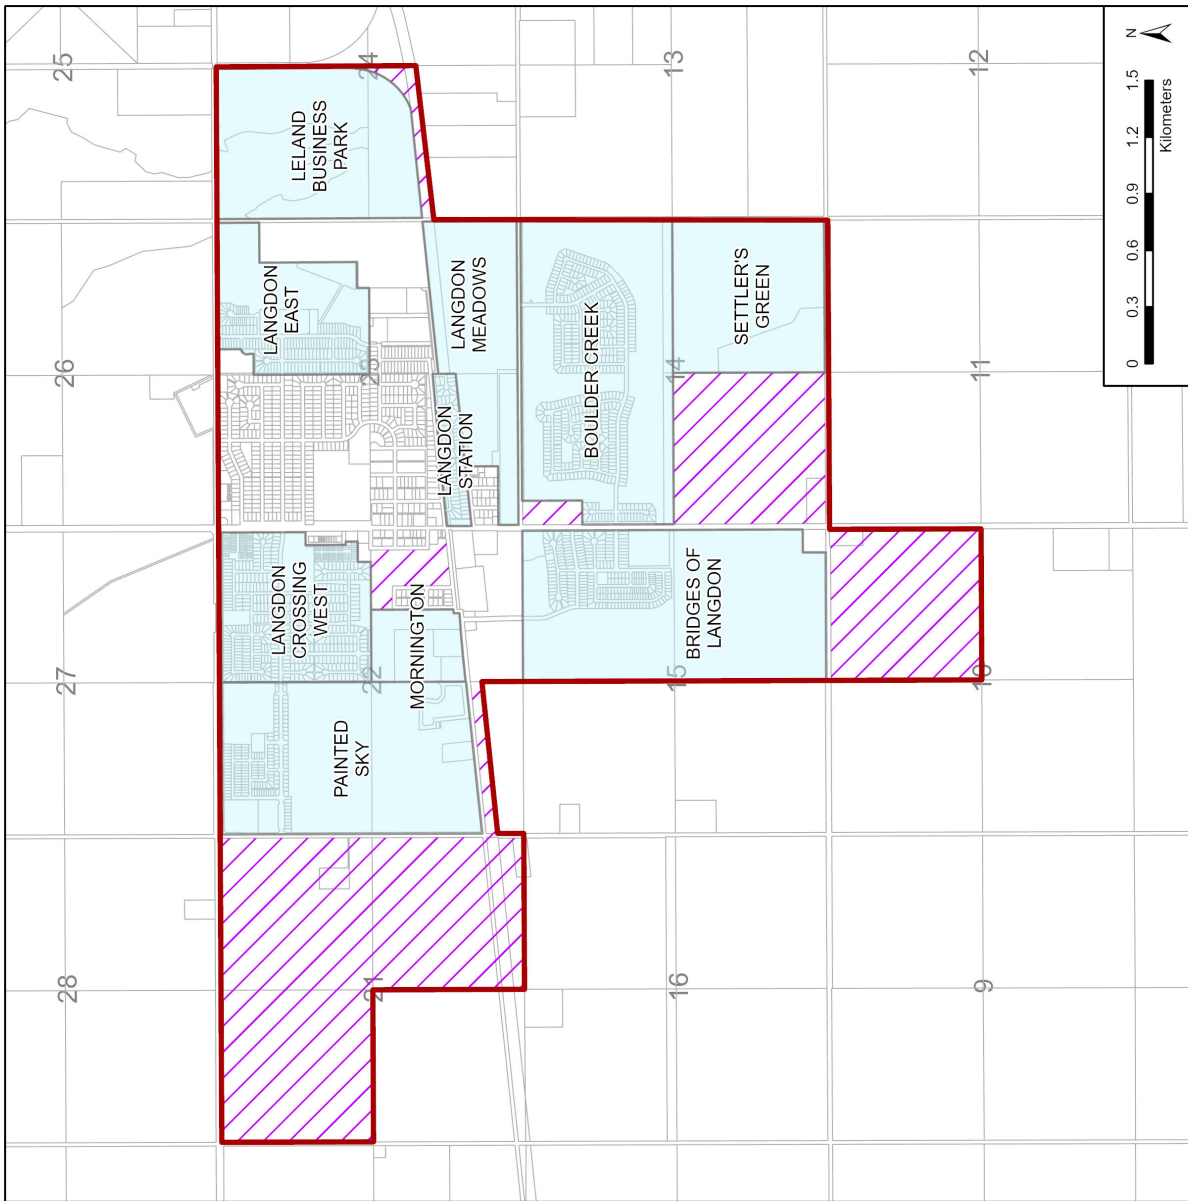 28
27
26
25
PAINTED
SKY
LANGDON
CROSSING
WEST
LANGDON
EAST
LELAND
BUSINESS
PARK
21
22
23
24
MORNINGTON
LANGDON
STATION
LANGDON
MEADOWS
BOULDER CREEK
16
15
14
13
BRIDGES OF
LANGDON
SETTLER'S
GREEN
9
10
11
12
N
0 0.3 0.6 0.9 1.2 1.5
Kilometers